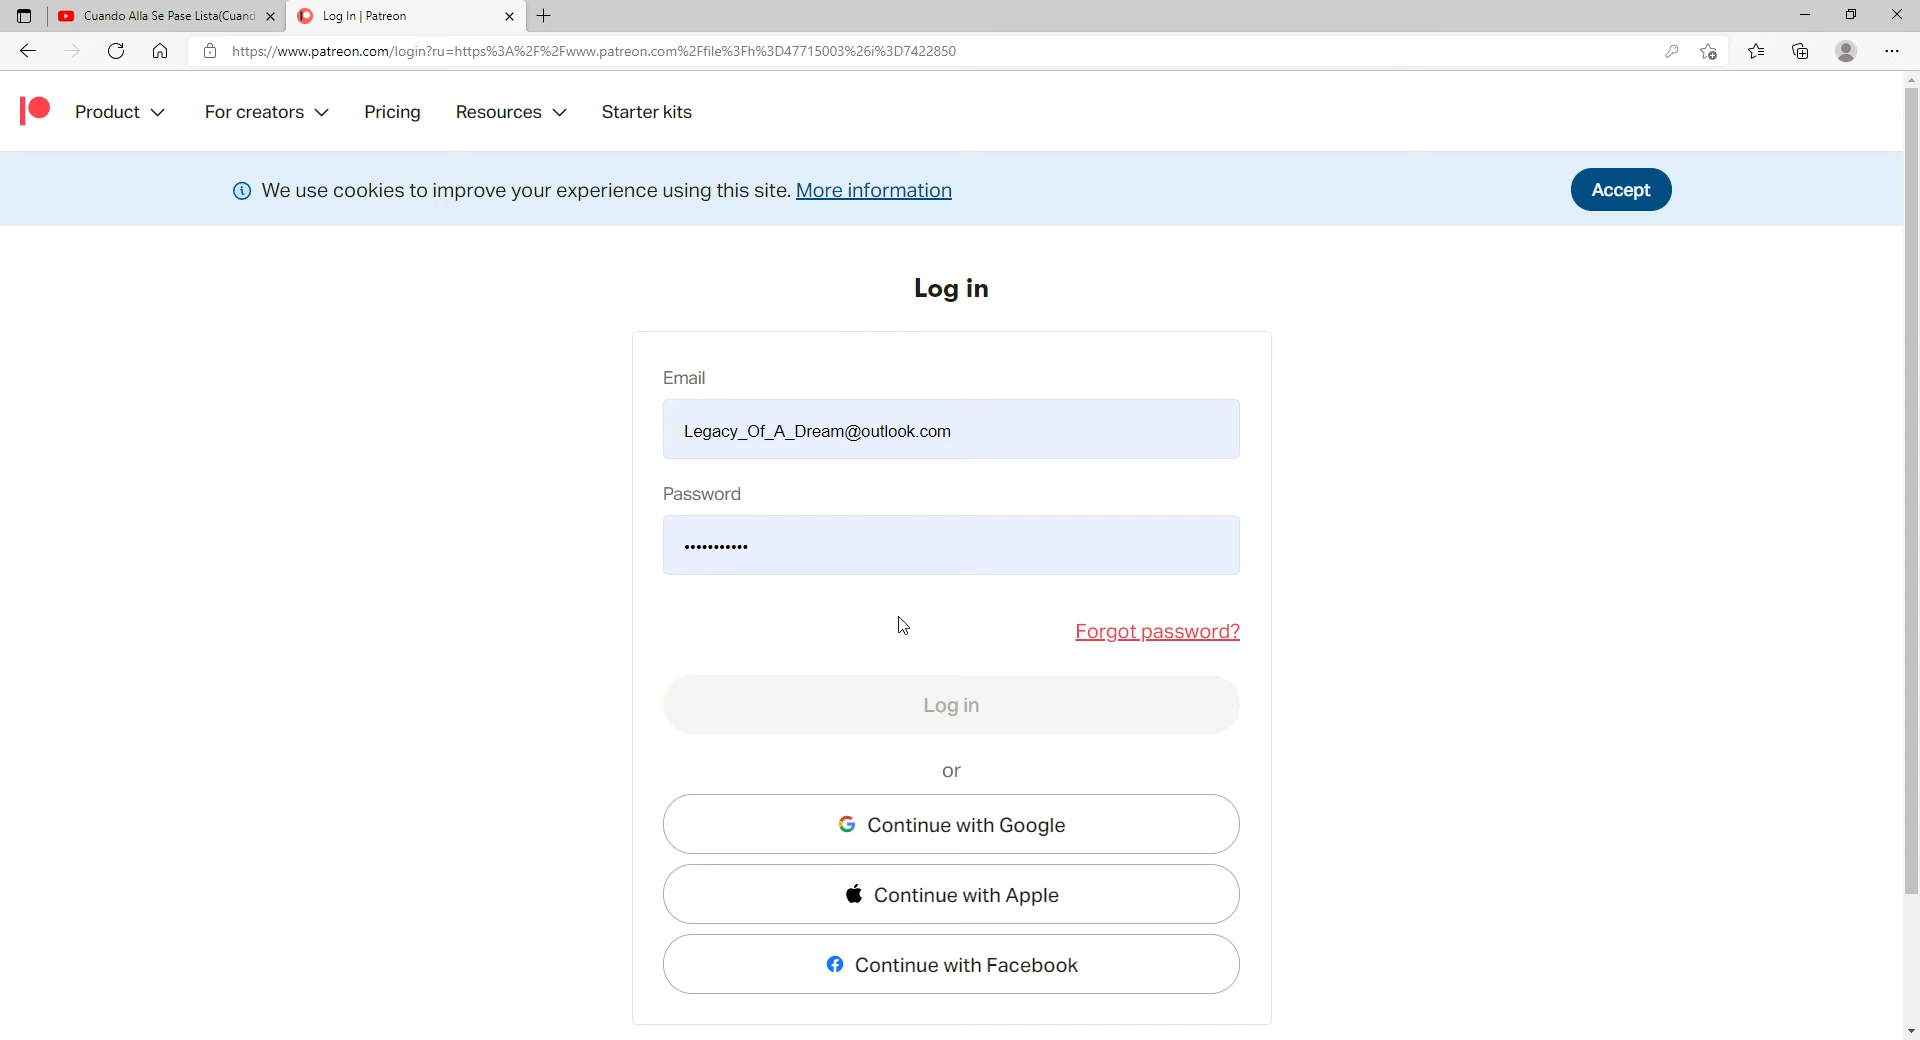 Cuando Alla Se Pase Lista(Cuand
Log In | Patreon
https://www.patreon.com/login?ru=https%3A%2F%2Fwww.patreon.com%2Ffile%3Fh%3D47715003%26i%3D7422850
Product
For creators
Pricing
Resources
Starter kits
We use cookies to improve your experience using this site. More information
Accept
Log in
Email
Legacy_Of_A_Dream@outlook.com
Password
•••••••••••
Forgot password?
Log in
or
Continue with Google
Continue with Apple
Continue with Facebook